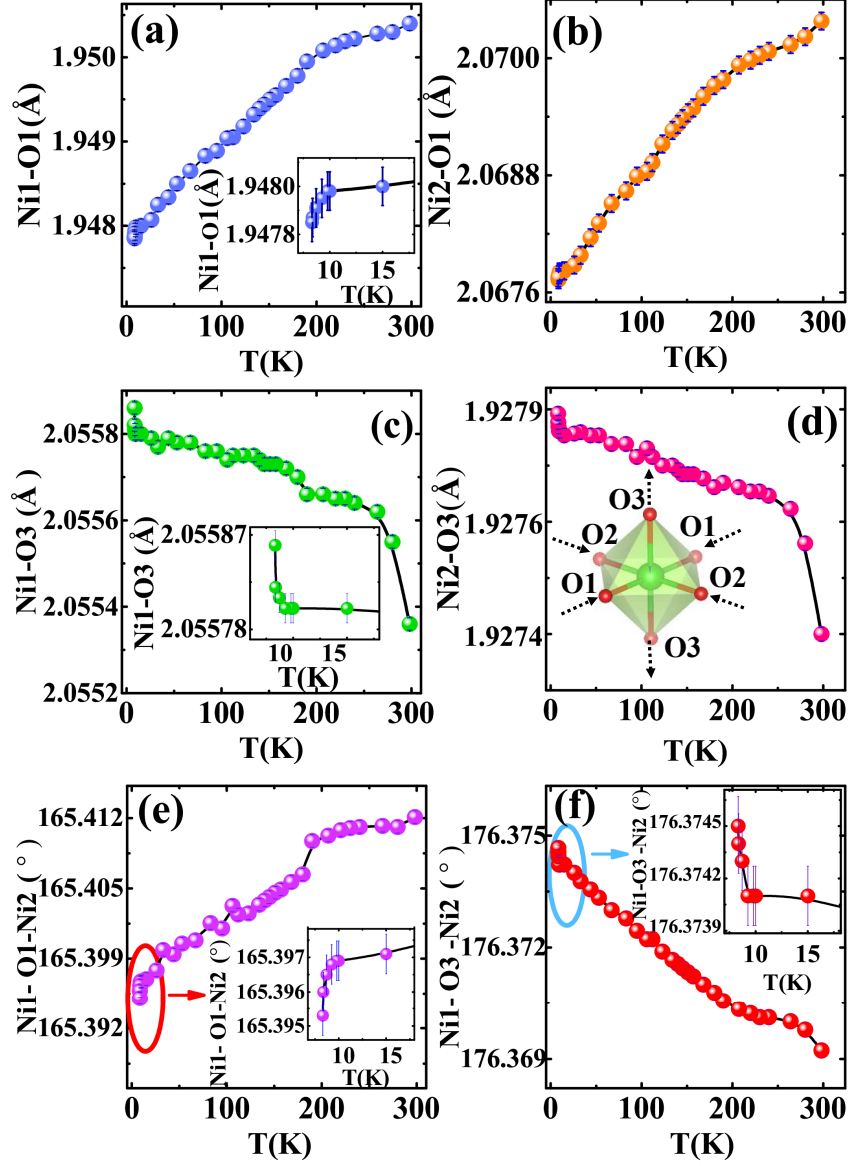 (a)
Ni1-O1(Å)
1.950
1.949
1.948
0 100 200 300
T(K)
Ni1-O1(Å)
1.9480
1.9478
10 15
T(K)
(b)
Ni2-O1 (Å)
2.0700
2.0688
2.0676
0 100 200 300
T(K)
(c)
Ni1-O3 (Å)
2.0558
2.0556
2.0554
2.0552
0 100 200 300
T(K)
Ni1-O3 (Å)
2.05587
2.05578
10 15
T(K)
(d)
Ni2-O3(Å)
1.9279
1.9276
1.9274
0 100 200 300
T(K)
O3
O2 O1
O1 O2
O3
(e)
Ni1- O1-Ni2 (°)
165.412
165.405
165.399
165.392
0 100 200 300
T(K)
Ni1- O1-Ni2 (°)
165.397
165.396
165.395
10 15
T(K)
(f)
Ni1- O3 -Ni2 (°)
176.375
176.372
176.369
0 100 200 300
T(K)
Ni1-O3 -Ni2 (°)
176.3745
176.3742
176.3739
10 15
T(K)